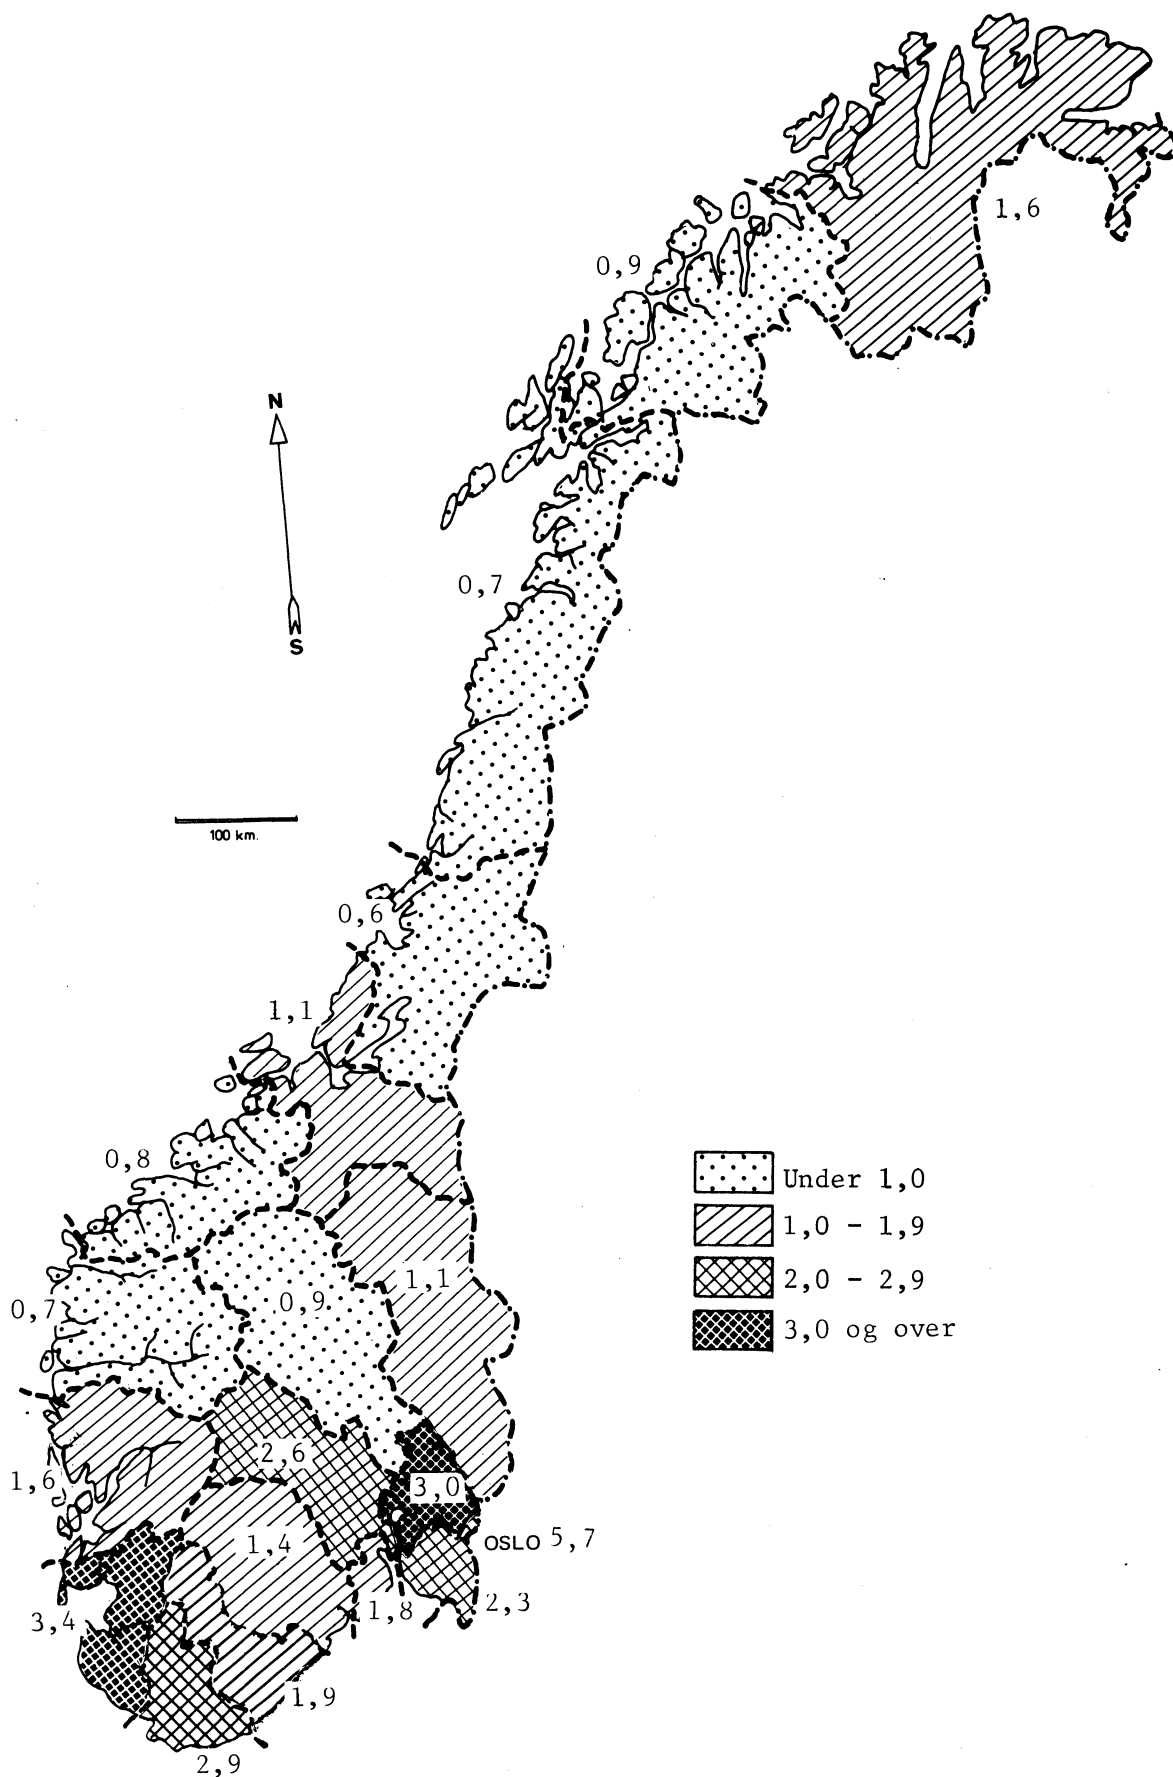 1,6
0,9
N
0,7
S
100 km.
0,6
1,1
0,8
Under 1,0
1,0 - 1,9
1,1
2,0 - 2,9
0,7
0,9
3,0 og over
2,6
1,6
3,0
OSLO 5,7
1,4
2,3
1,8
3,4
1,9
2,9